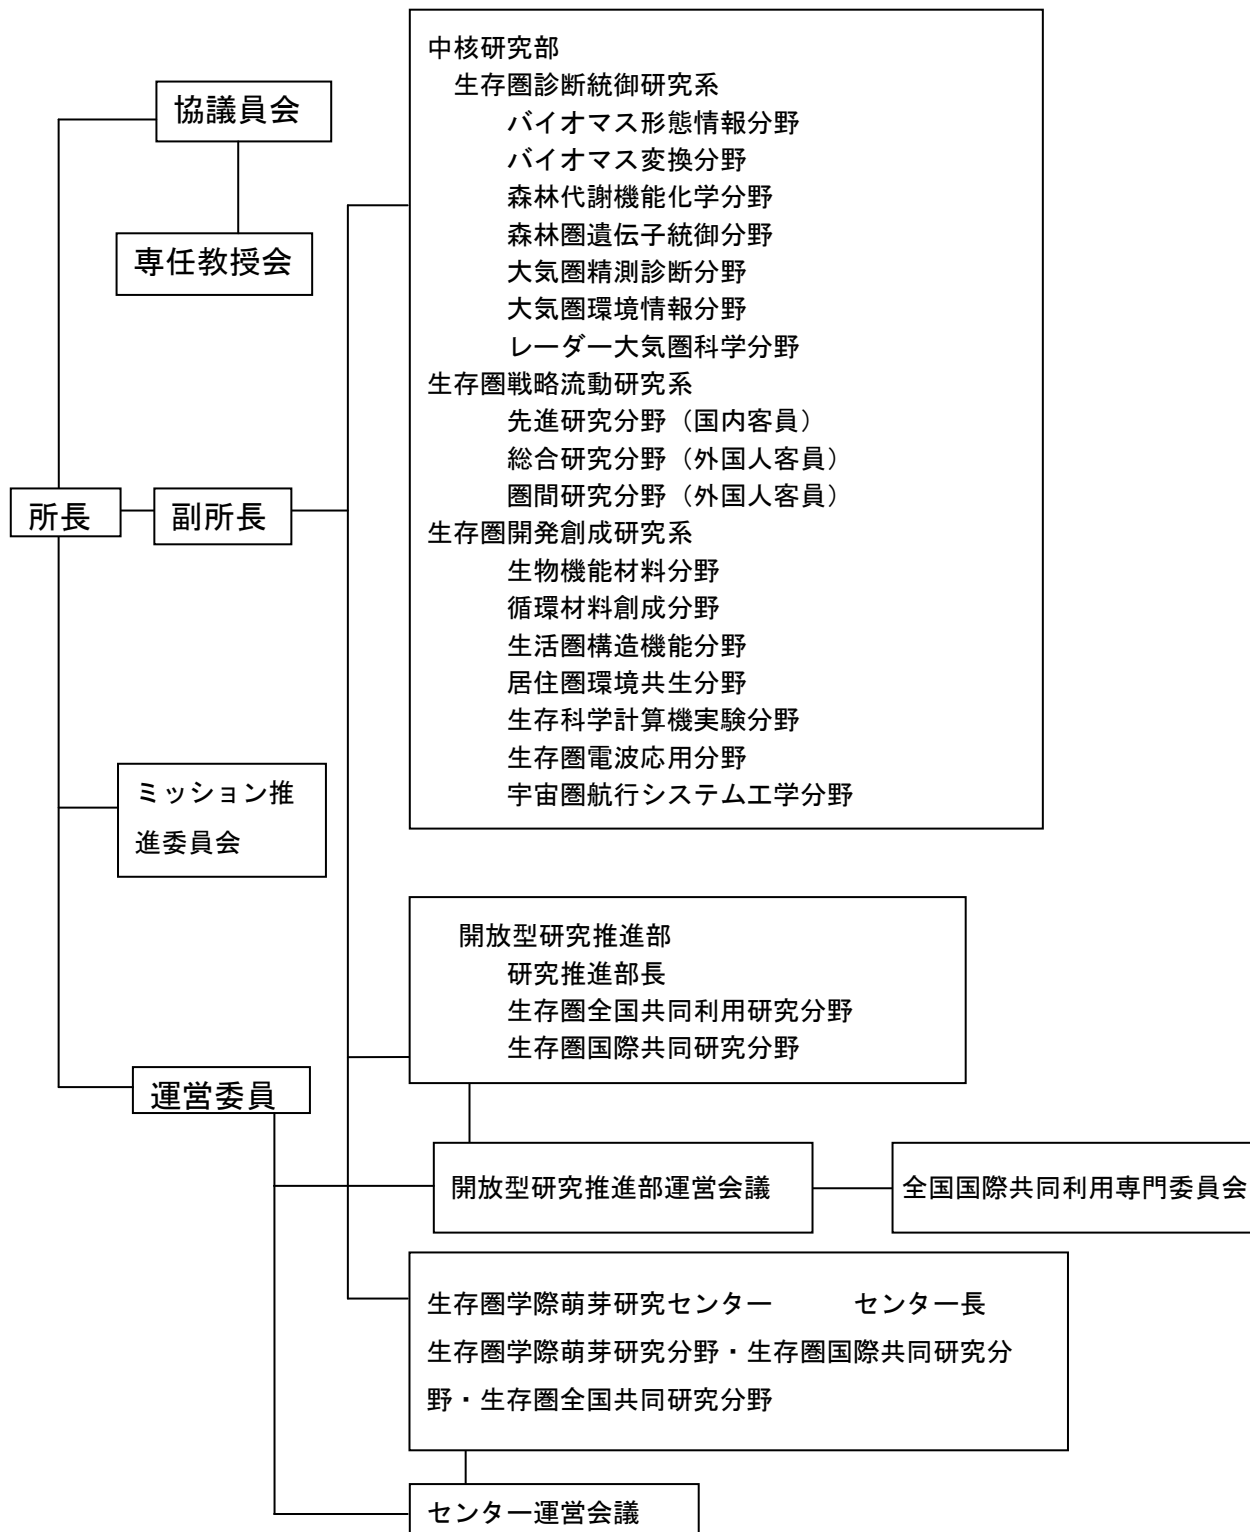 中核研究部
生存圏診断統御研究系
バイオマス形態情報分野
バイオマス変換分野
森林代謝機能化学分野
森林圏遺伝子統御分野
大気圏精測診断分野
大気圏環境情報分野
レーダー大気圏科学分野
生存圏戦略流動研究系
先進研究分野（国内客員）
総合研究分野（外国人客員）
圏間研究分野（外国人客員）
生存圏開発創成研究系
生物機能材料分野
循環材料創成分野
生活圏構造機能分野
居住圏環境共生分野
生存科学計算機実験分野
生存圏電波応用分野
宇宙圏航行システム工学分野
協議員会
専任教授会
所長
副所長
ミッション推
進委員会
開放型研究推進部
研究推進部長
生存圏全国共同利用研究分野
生存圏国際共同研究分野
運営委員
開放型研究推進部運営会議
全国国際共同利用専門委員会
生存圏学際萌芽研究センター　　　センター長
生存圏学際萌芽研究分野・生存圏国際共同研究分
野・生存圏全国共同研究分野
センター運営会議